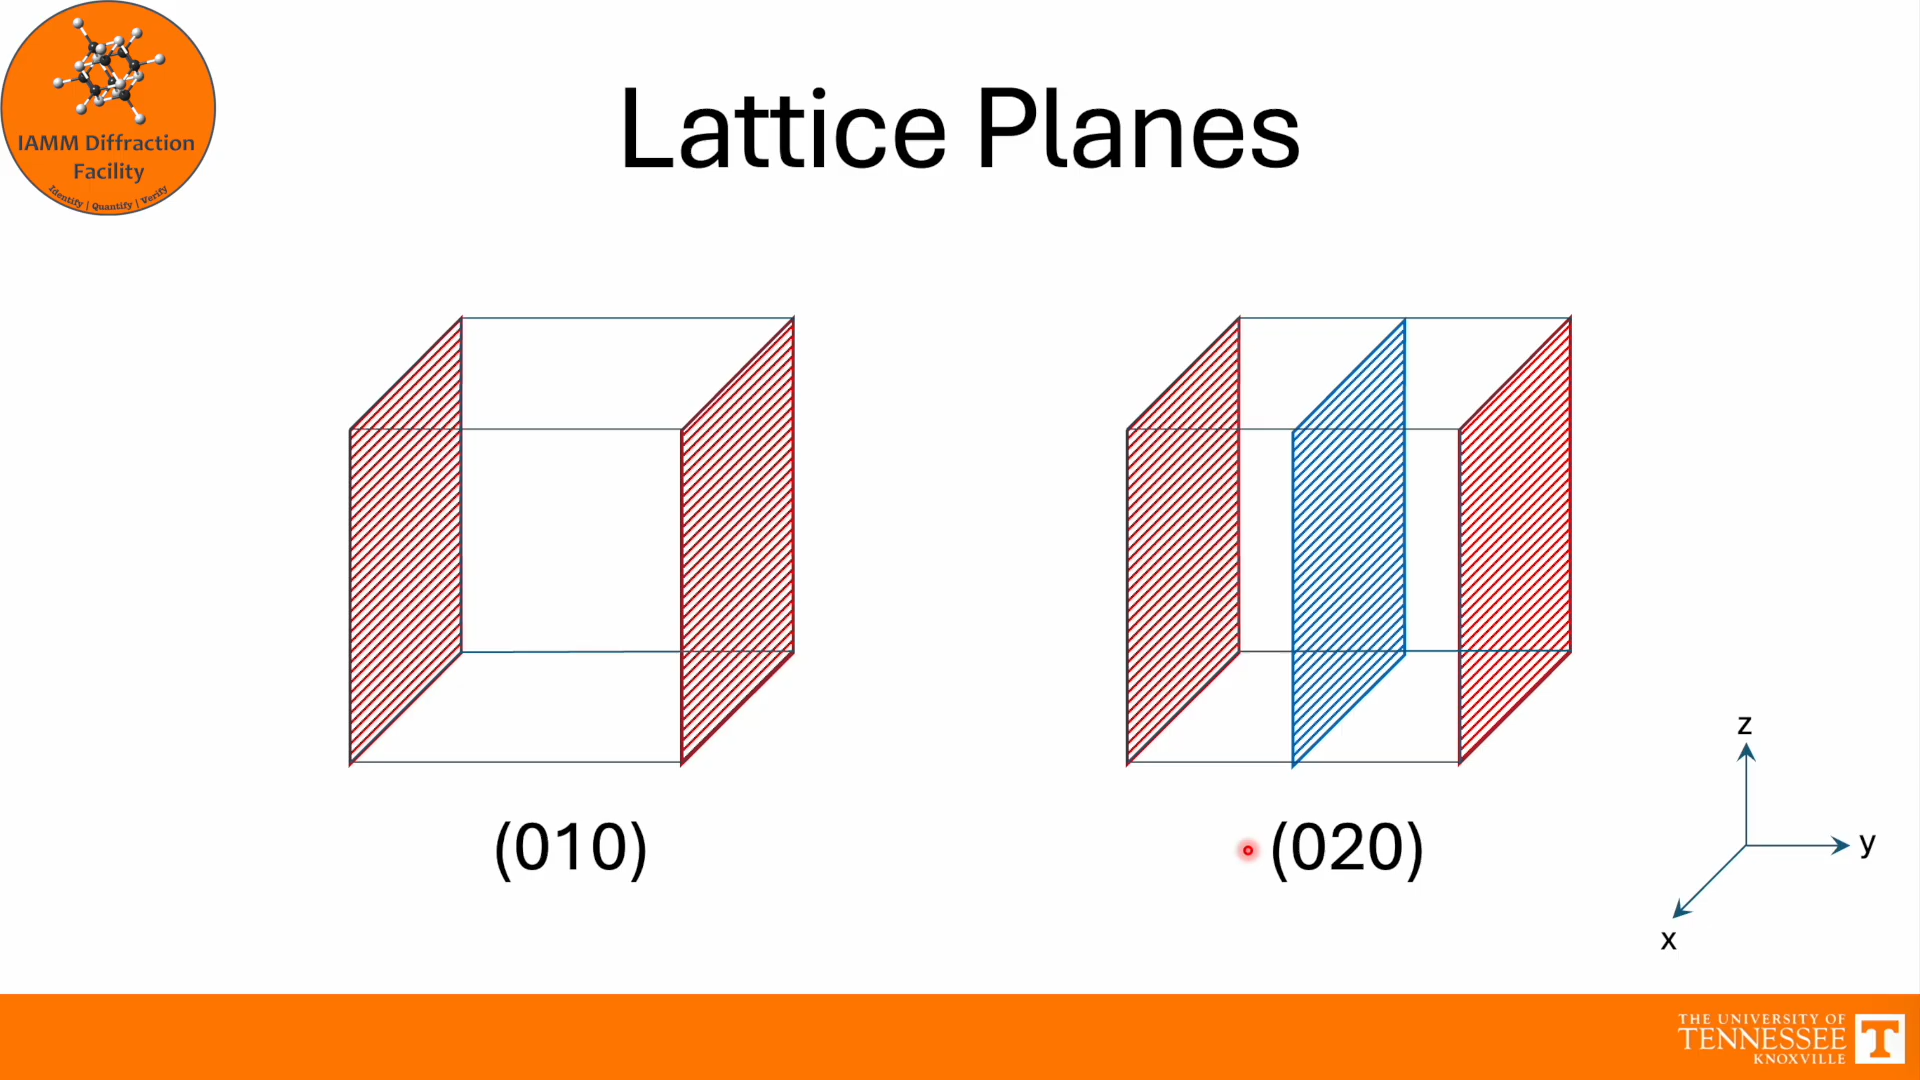 IAMM Diffraction
Facility
Identify | Quantify | Verify
Lattice Planes
(010)
(020)
z
y
x
THE UNIVERSITY OF
TENNESSEE
KNOXVILLE
T